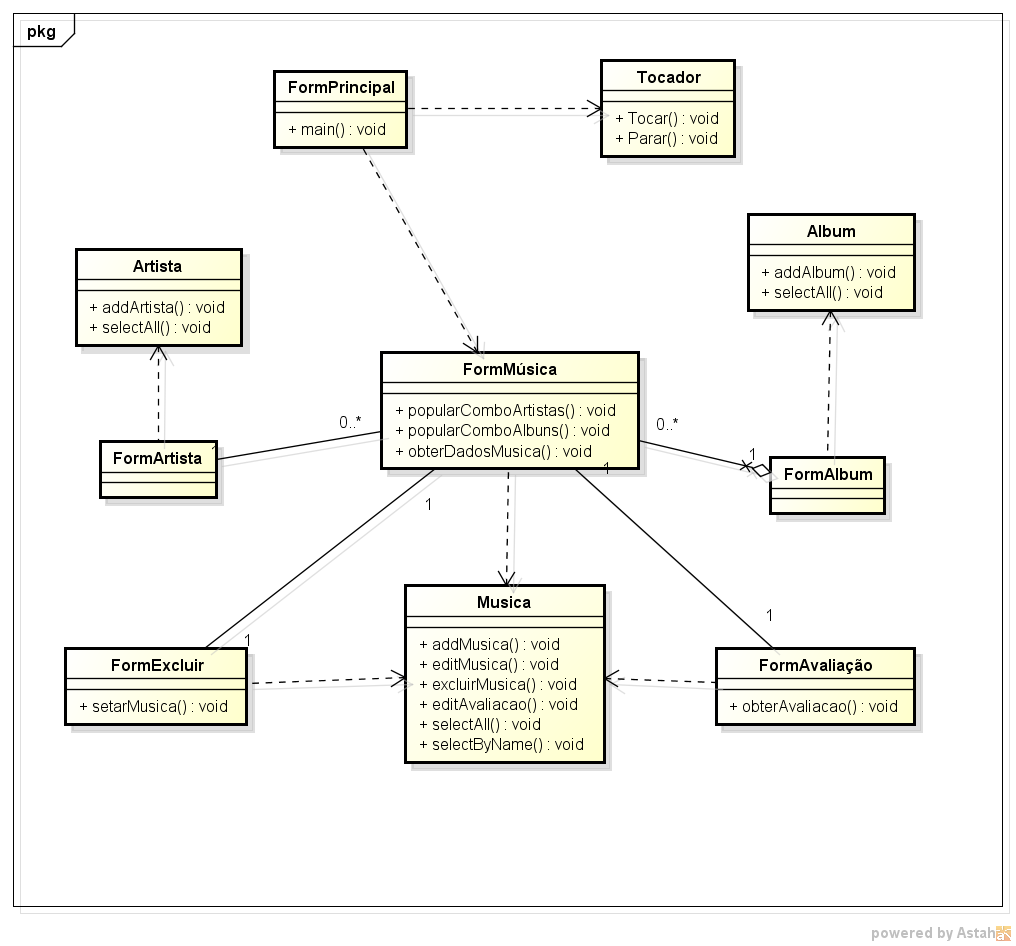 pkg
FormPrincipal
+ main() : void
Tocador
+ Tocar() : void
+ Parar() : void
Artista
+ addArtista() : void
+ selectAll() : void
Album
+ addAlbum() : void
+ selectAll() : void
FormMúsica
+ popularComboArtistas() : void
+ popularComboAlbuns() : void
+ obterDadosMusica() : void
0..*
0..*
FormArtista
1
1
FormAlbum
1
1
Musica
+ addMusica() : void
+ editMusica() : void
+ excluirMusica() : void
+ editAvaliacao() : void
+ selectAll() : void
+ selectByName() : void
1
1
FormExcluir
+ setarMusica() : void
FormAvaliação
+ obterAvaliacao() : void
powered by Astah